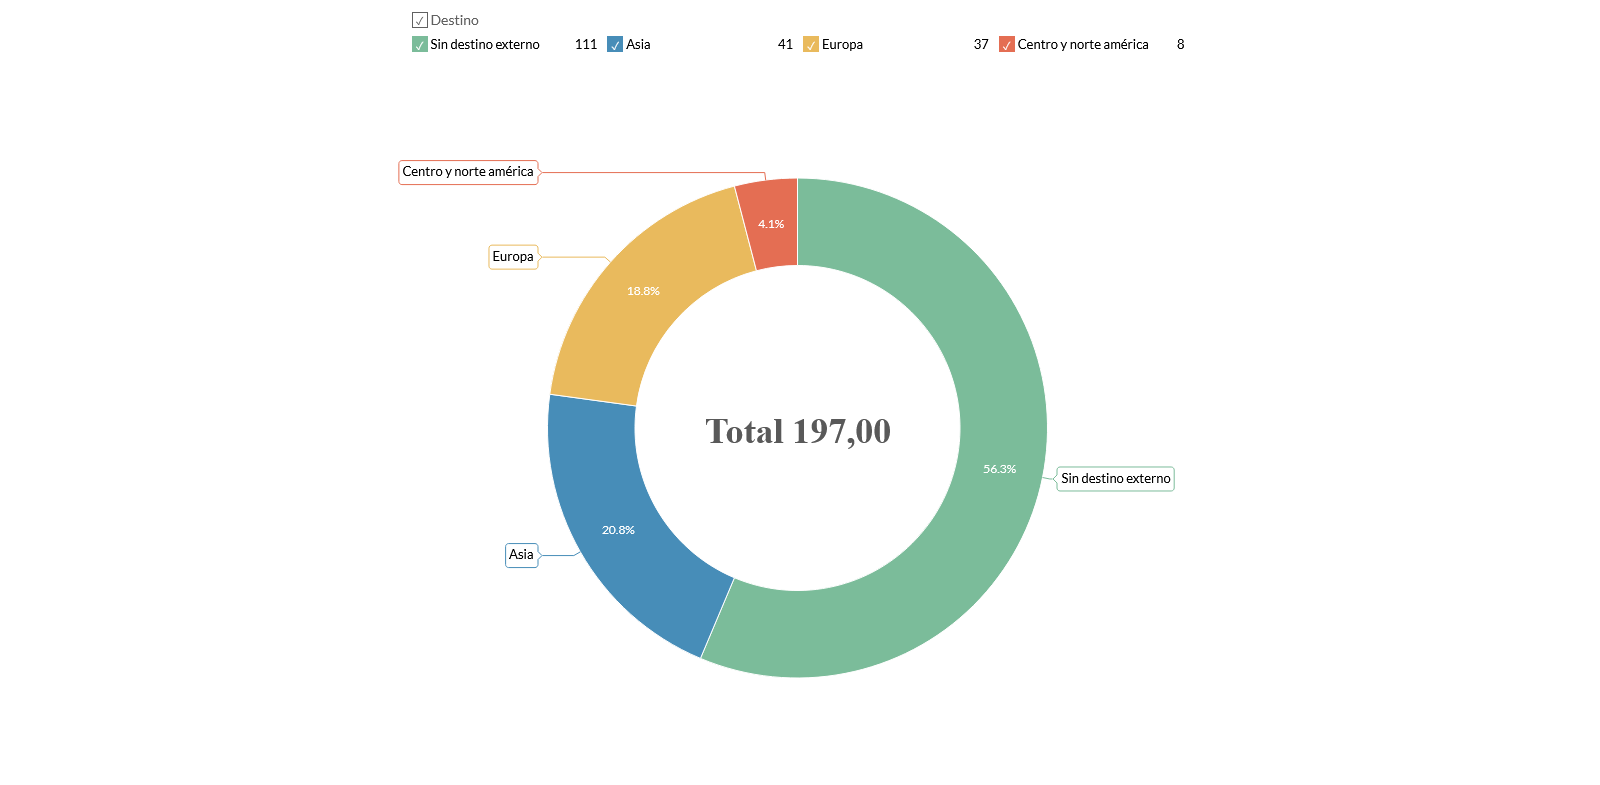 Destino
Sin destino externo 111 Asia 41 Europa 37 Centro y norte américa 8
Centro y norte américa
4.1%
Europa
18.8%
Total 197,00
56.3%
Sin destino externo
20.8%
Asia